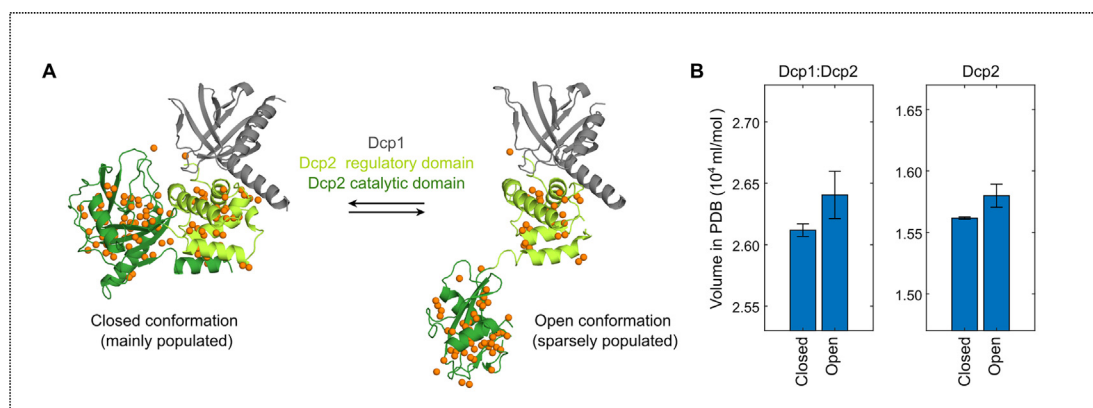 A
Dcp1
Dcp2 regulatory domain
Dcp2 catalytic domain
Closed conformation
(mainly populated)
Open conformation
(sparsely populated)
B
Dcp1:Dcp2
Dcp2
Volume in PDB (10⁴ ml/mol)
2.70
2.65
2.60
2.55
1.65
1.60
1.55
1.50
Closed
Open
Closed
Open